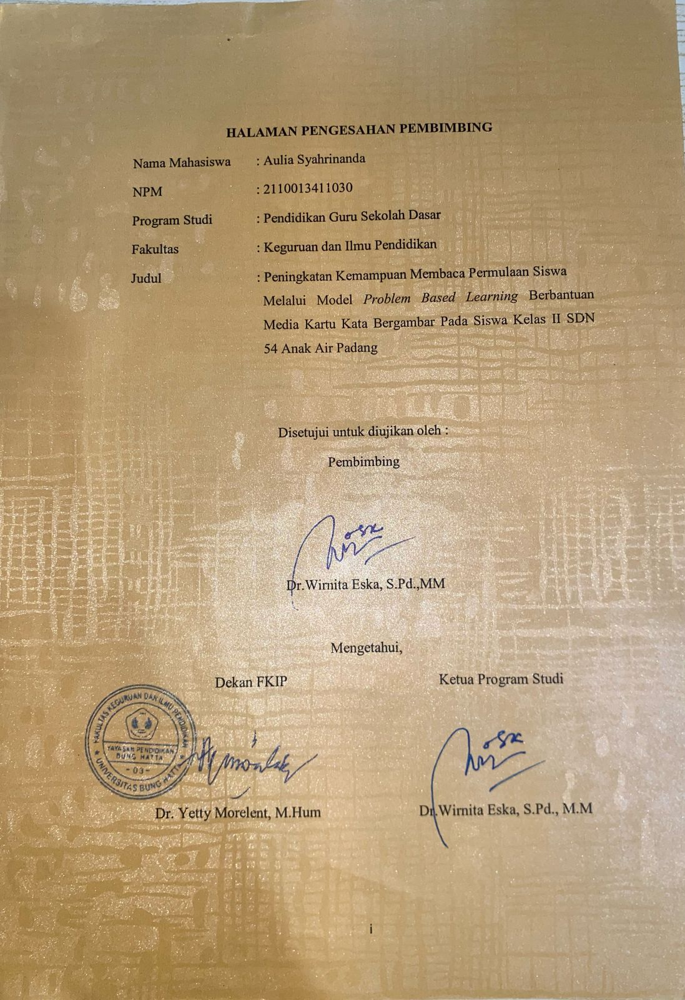 HALAMAN PENGESAHAN PEMBIMBING
Nama Mahasiswa : Aulia Syahrinanda
NPM : 2110013411030
Program Studi : Pendidikan Guru Sekolah Dasar
Fakultas : Keguruan dan Ilmu Pendidikan
Judul : Peningkatan Kemampuan Membaca Permulaan Siswa
Melalui Model Problem Based Learning Berbantuan
Media Kartu Kata Bergambar Pada Siswa Kelas II SDN
54 Anak Air Padang
Disetujui untuk diujikan oleh :
Pembimbing
Dr.Wirnita Eska, S.Pd.,MM
Mengetahui,
Dekan FKIP
Ketua Program Studi
FAKULTAS KEGURUAN DAN ILMU PENDIDIKAN
YAYASAN PENDIDIKAN
BUNG HATTA
- 03 -
UNIVERSITAS BUNG HATTA
Dr. Yetty Morelent, M.Hum
Dr.Wirnita Eska, S.Pd., M.M
i